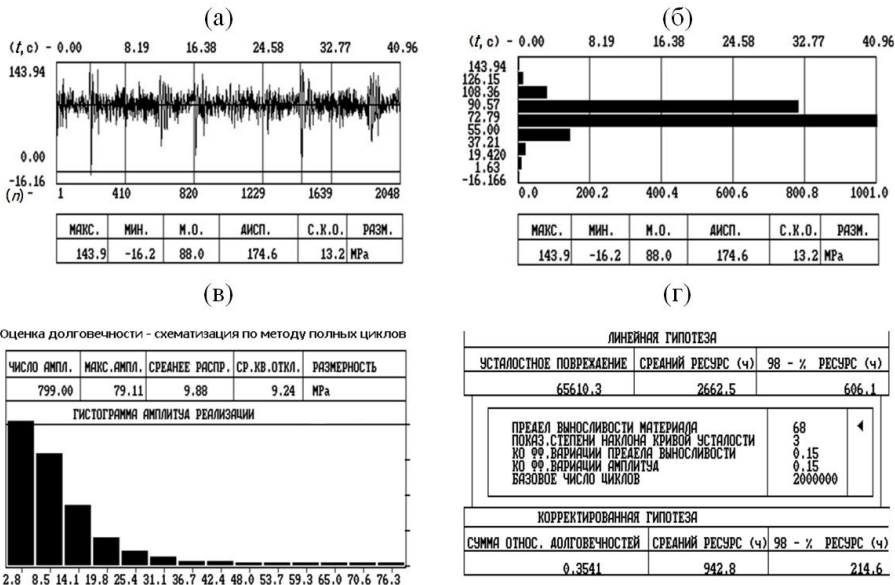 (а)
(t, с) - 0.00 8.19 16.38 24.58 32.77 40.96
143.94
0.00
-16.16
(n) - 1 410 820 1229 1639 2048
МАКС. МИН. М.О. ДИСП. С.К.О. РАЗМ.
143.9 -16.2 88.0 174.6 13.2 MPa
(б)
(t, с) - 0.00 8.19 16.38 24.58 32.77 40.96
143.94
126.15
108.36
90.57
72.79
55.00
37.21
19.420
1.63
-16.166
0.0 200.2 400.4 600.6 800.8 1001.0
МАКС. МИН. М.О. ДИСП. С.К.О. РАЗМ.
143.9 -16.2 88.0 174.6 13.2 MPa
(в)
Оценка долговечности - схематизация по методу полных циклов
ЧИСЛО АМПЛ. МАКС.АМПЛ. СРЕДНЕЕ РАСПР. СР.КВ.ОТКЛ. РАЗМЕРНОСТЬ
799.00 79.11 9.88 9.24 MPa
ГИСТОГРАММА АМПЛИТУД РЕАЛИЗАЦИИ
2.8 8.5 14.1 19.8 25.4 31.1 36.7 42.4 48.0 53.7 59.3 65.0 70.6 76.3
(г)
ЛИНЕЙНАЯ ГИПОТЕЗА
УСТАЛОСТНОЕ ПОВРЕЖДЕНИЕ СРЕДНИЙ РЕСУРС (ч) 98 - % РЕСУРС (ч)
65610.3 2662.5 606.1
ПРЕДЕЛ ВЫНОСЛИВОСТИ МАТЕРИАЛА 68
ПОКАЗ.СТЕПЕНИ НАКЛОНА КРИВОЙ УСТАЛОСТИ 3
КОЭФФ.ВАРИАЦИИ ПРЕДЕЛА ВЫНОСЛИВОСТИ 0.15
КОЭФФ.ВАРИАЦИИ АМПЛИТУД 0.15
БАЗОВОЕ ЧИСЛО ЦИКЛОВ 2000000
КОРРЕКТИРОВАННАЯ ГИПОТЕЗА
СУММА ОТНОС. ДОЛГОВЕЧНОСТЕЙ СРЕДНИЙ РЕСУРС (ч) 98 - % РЕСУРС (ч)
0.3541 942.8 214.6